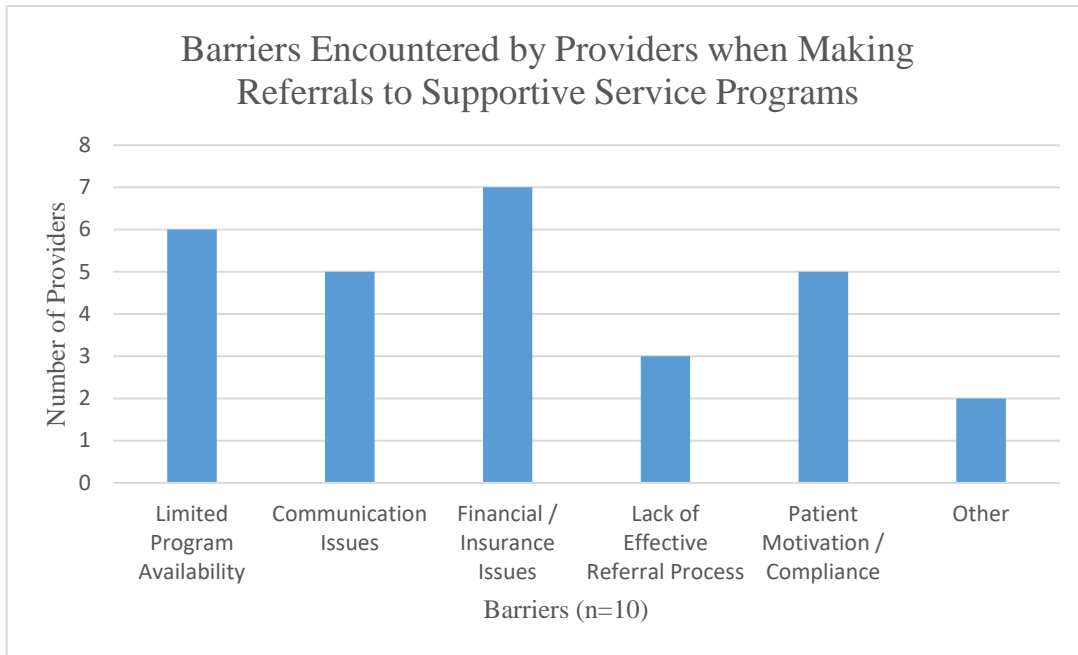 Barriers Encountered by Providers when Making
Referrals to Supportive Service Programs
8
7
6
5
4
3
2
1
0
Number of Providers
Limited
Program
Availability
Communication
Issues
Financial /
Insurance
Issues
Lack of
Effective
Referral Process
Patient
Motivation /
Compliance
Other
Barriers (n=10)